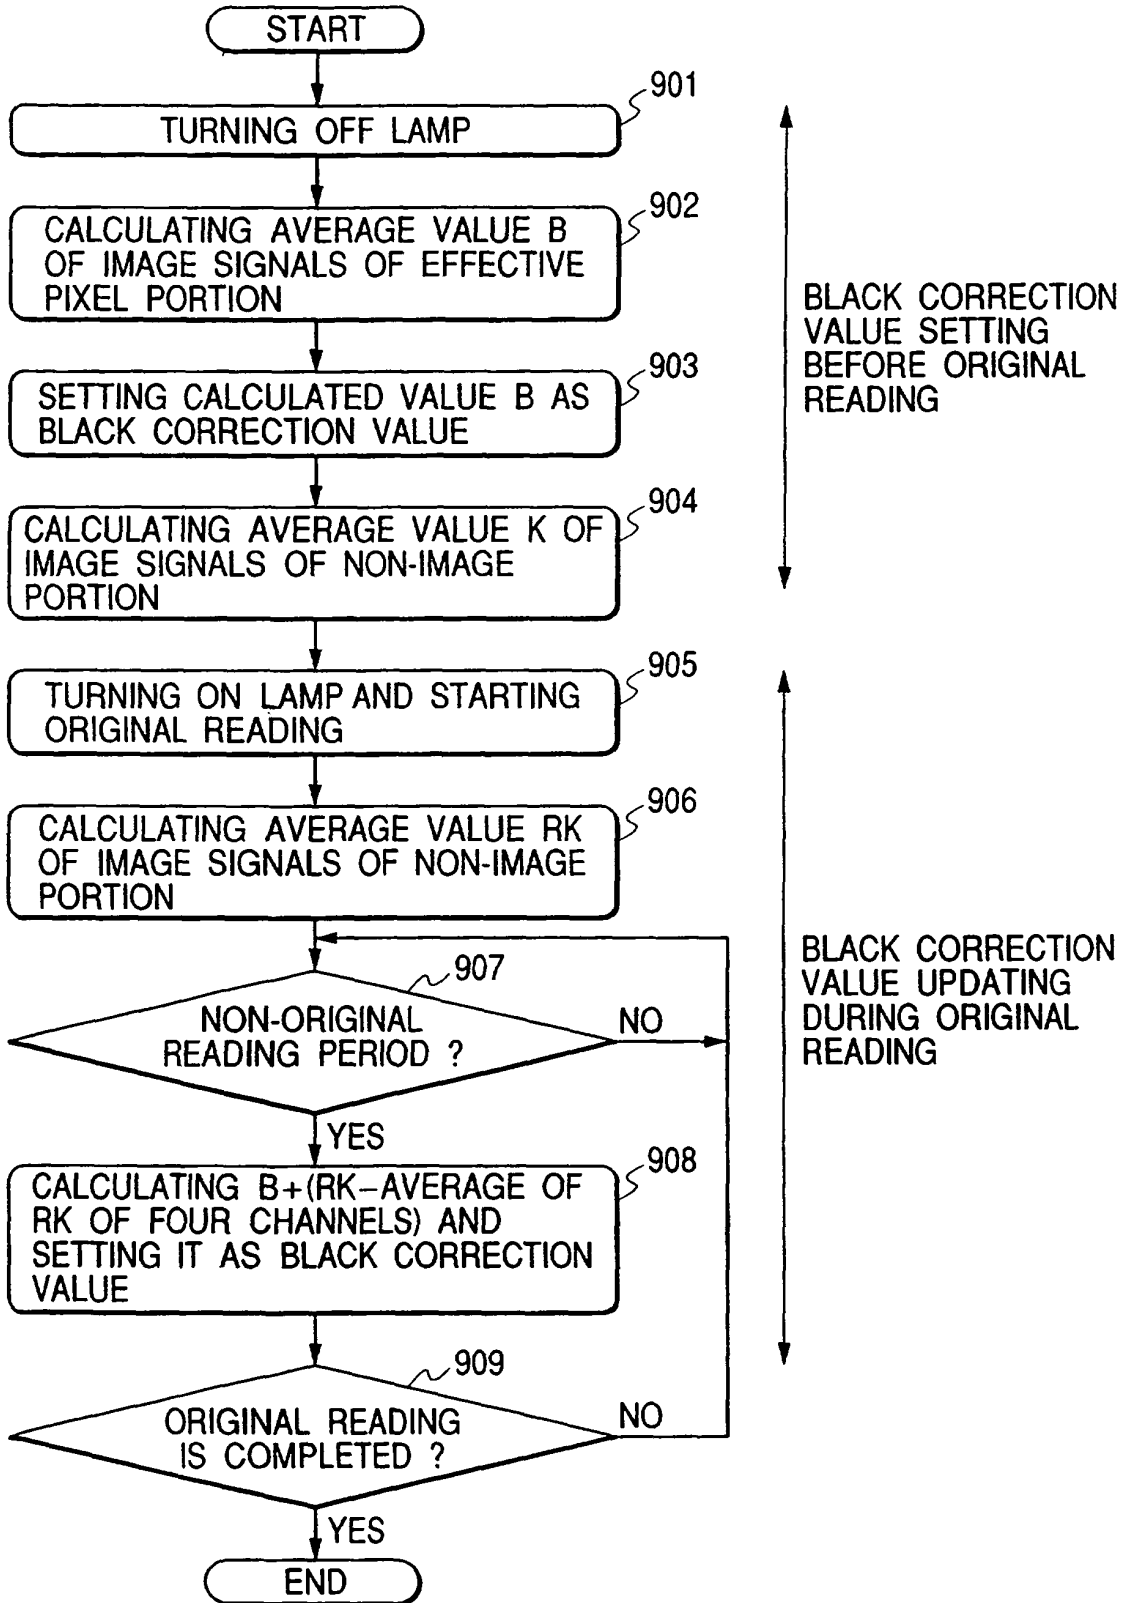 START
901
TURNING OFF LAMP
902
CALCULATING AVERAGE VALUE B
OF IMAGE SIGNALS OF EFFECTIVE
PIXEL PORTION
903
SETTING CALCULATED VALUE B AS
BLACK CORRECTION VALUE
904
CALCULATING AVERAGE VALUE K OF
IMAGE SIGNALS OF NON-IMAGE
PORTION
BLACK CORRECTION
VALUE SETTING
BEFORE ORIGINAL
READING
905
TURNING ON LAMP AND STARTING
ORIGINAL READING
906
CALCULATING AVERAGE VALUE RK
OF IMAGE SIGNALS OF NON-IMAGE
PORTION
907
NON-ORIGINAL
READING PERIOD ?
NO
YES
908
CALCULATING B+(RK–AVERAGE OF
RK OF FOUR CHANNELS) AND
SETTING IT AS BLACK CORRECTION
VALUE
BLACK CORRECTION
VALUE UPDATING
DURING ORIGINAL
READING
909
ORIGINAL READING
IS COMPLETED ?
NO
YES
END